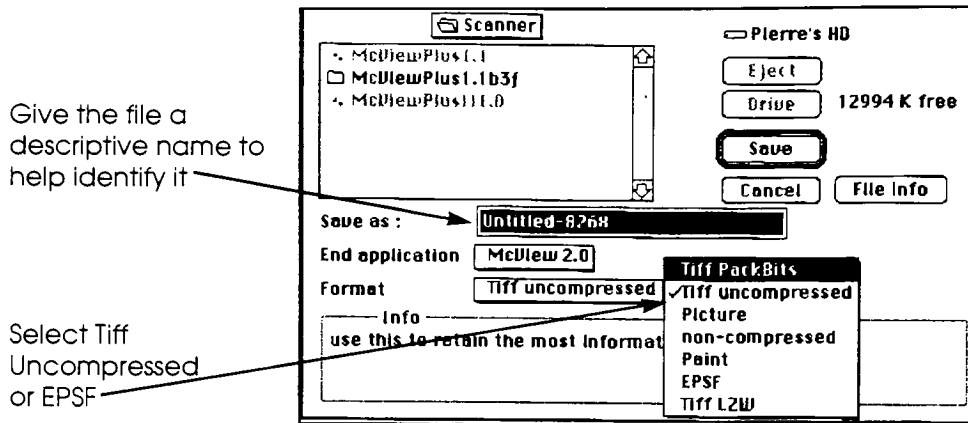 Scanner
Pierre's HD
McViewPlus1.1
McViewPlus1.1b3f
McViewPlusIII.0
Eject
Drive
12994 K free
Save
Cancel
File Info
Give the file a
descriptive name to
help identify it
Save as :
Untitled-8268
End application
McView 2.0
Format
Tiff uncompressed
Tiff PackBits
✓Tiff uncompressed
Picture
non-compressed
Paint
EPSF
Tiff LZW
Info
use this to retain the most informat
Select Tiff
Uncompressed
or EPSF